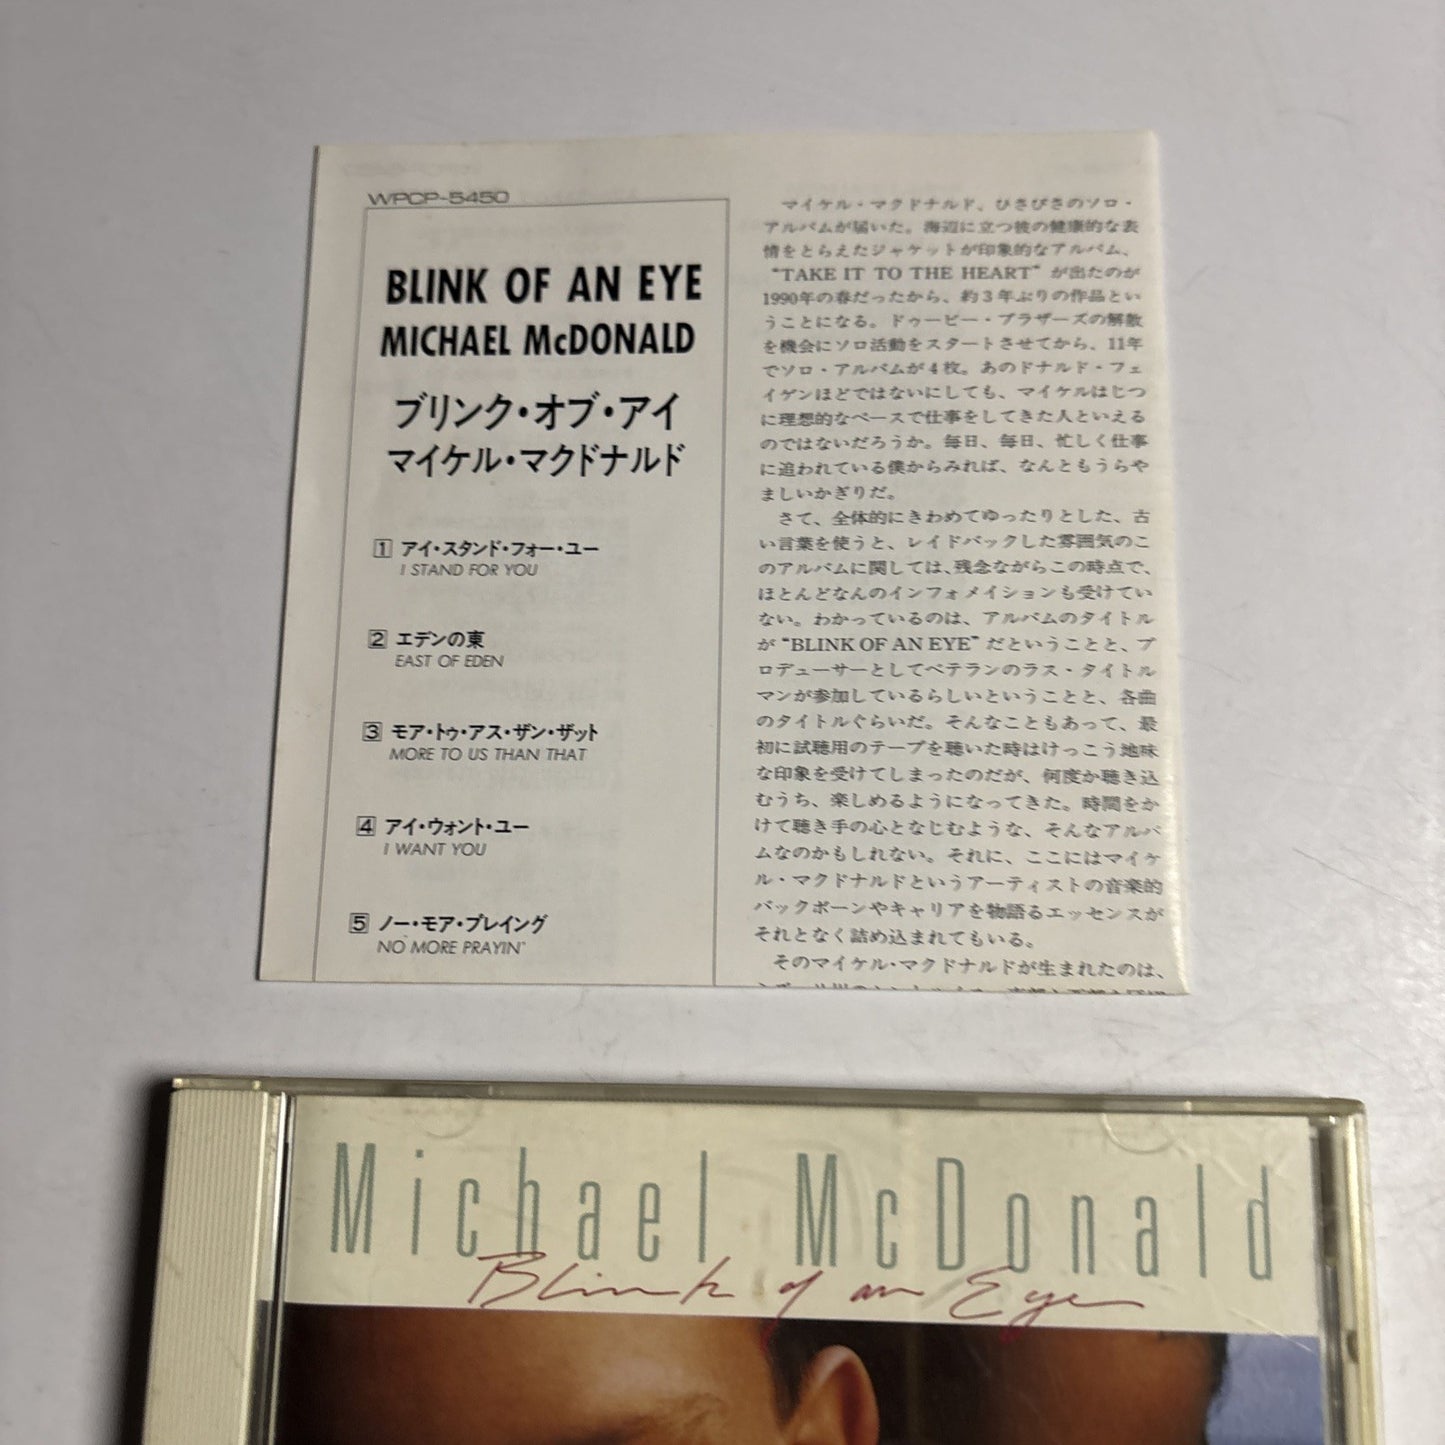 WPCP-5450
BLINK OF AN EYE
MICHAEL McDONALD
ブリンク・オブ・アイ
マイケル・マクドナルド
1 アイ・スタンド・フォー・ユー
I STAND FOR YOU
2 エデンの東
EAST OF EDEN
3 モア・トゥ・アス・ザン・ザット
MORE TO US THAN THAT
4 アイ・ウォント・ユー
I WANT YOU
5 ノー・モア・プレイング
NO MORE PRAYIN'
マイケル・マクドナルド、ひさびさのソロ・
アルバムが届いた。海辺に立つ彼の健康的な表
情をとらえたジャケットが印象的なアルバム、
“TAKE IT TO THE HEART” が出たのが
1990年の春だったから、約3年ぶりの作品とい
うことになる。ドゥービー・ブラザーズの解散
を機会にソロ活動をスタートさせてから、11年
でソロ・アルバムが4枚。あのドナルド・フェ
イゲンほどではないにしても、マイケルはじつ
に理想的なペースで仕事をしてきた人といえる
のではないだろうか。毎日、毎日、忙しく仕事
に追われている僕からみれば、なんともうらや
ましいかぎりだ。
さて、全体的にきわめてゆったりとした、古
い言葉を使うと、レイドバックした雰囲気のこ
のアルバムに関しては、残念ながらこの時点で、
ほとんどなんのインフォメイションも受けてい
ない。わかっているのは、アルバムのタイトル
が “BLINK OF AN EYE” だということと、プ
ロデューサーとしてベテランのラス・タイトル
マンが参加しているらしいということと、各曲
のタイトルぐらいだ。そんなこともあって、最
初に試聴用のテープを聴いた時はけっこう地味
な印象を受けてしまったのだが、何度か聴き込
むうち、楽しめるようになってきた。時間をか
けて聴き手の心となじむような、そんなアルバ
ムなのかもしれない。それに、ここにはマイケ
ル・マクドナルドというアーティストの音楽的
バックボーンやキャリアを物語るエッセンスが
それとなく詰め込まれてもいる。
そのマイケル・マクドナルドが生まれたのは、
Michael McDonald
Blink of an Eye